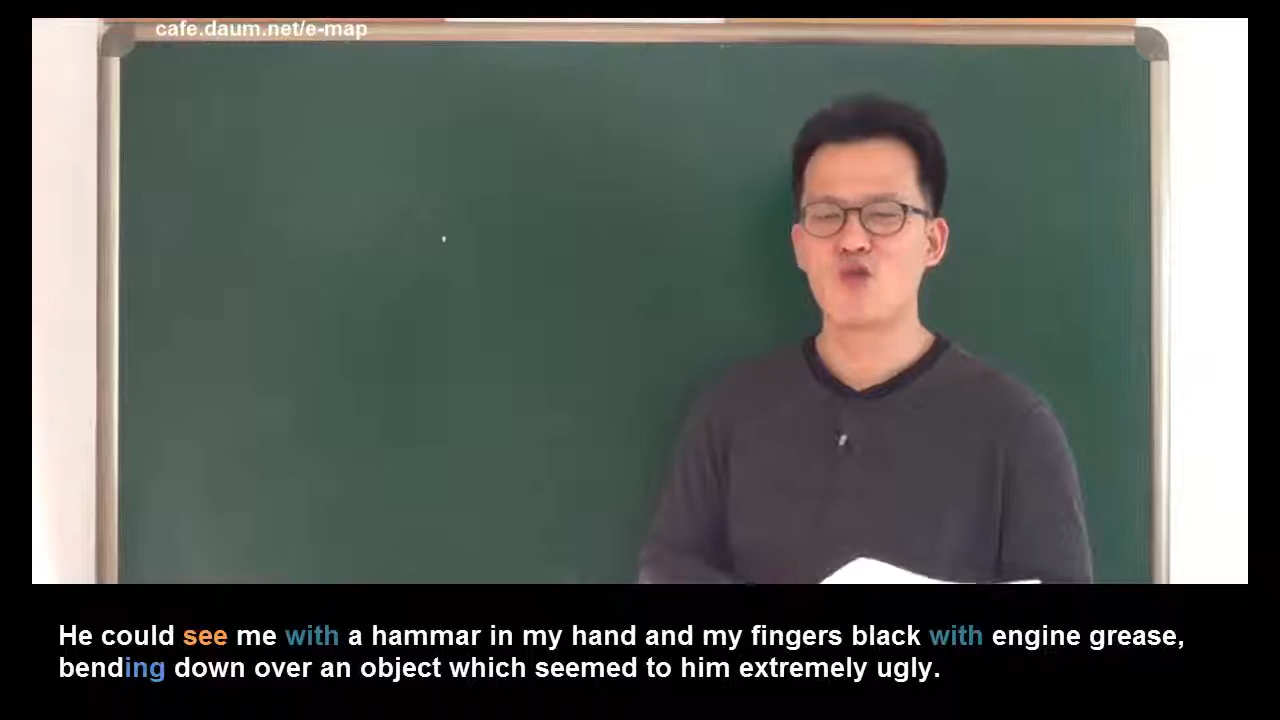 cafe.daum.net/e-map
He could see me with a hammar in my hand and my fingers black with engine grease,
bending down over an object which seemed to him extremely ugly.